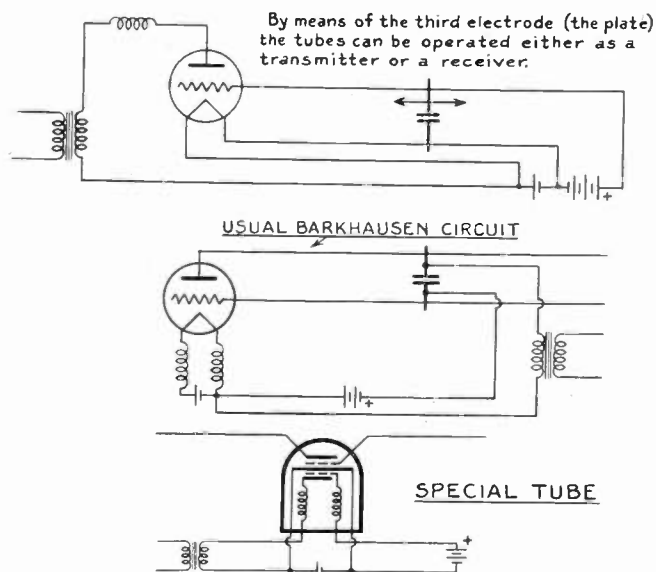 By means of the third electrode (the plate)
the tubes can be operated either as a
transmitter or a receiver.
+
USUAL BARKHAUSEN CIRCUIT
+
SPECIAL TUBE
+